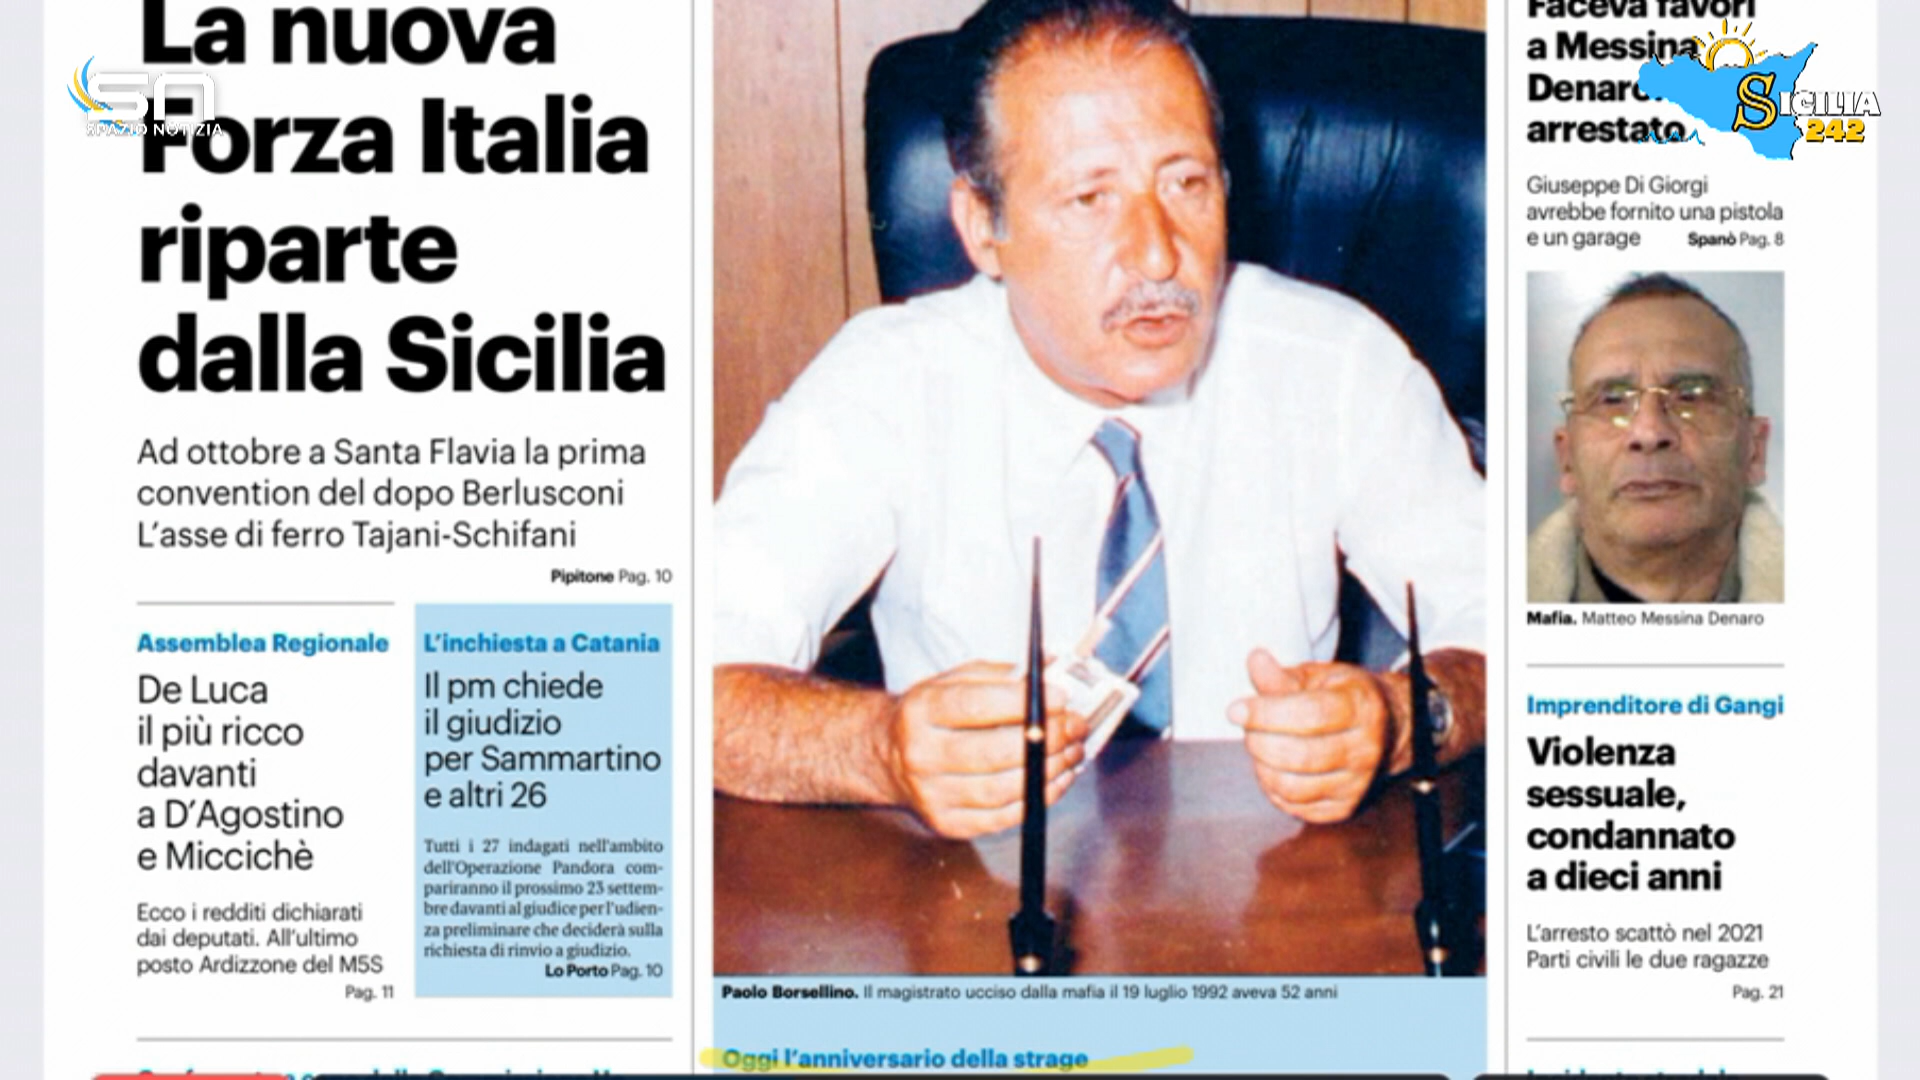 La nuova
Forza Italia
riparte
dalla Sicilia
Ad ottobre a Santa Flavia la prima
convention del dopo Berlusconi
L'asse di ferro Tajani-Schifani
Pipitone Pag. 10
Assemblea Regionale
De Luca
il più ricco
davanti
a D'Agostino
e Miccichè
Ecco i redditi dichiarati
dai deputati. All'ultimo
posto Ardizzone del M5S
Pag. 11
L'inchiesta a Catania
Il pm chiede
il giudizio
per Sammartino
e altri 26
Tutti i 27 indagati nell'ambito
dell'Operazione Pandora com-
pariranno il prossimo 23 settem-
bre davanti al giudice per l'udien-
za preliminare che deciderà sulla
richiesta di rinvio a giudizio.
Lo Porto Pag. 10
Paolo Borsellino. Il magistrato ucciso dalla mafia il 19 luglio 1992 aveva 52 anni
Oggi l'anniversario della strage
Faceva favori
a Messina
Denaro
arrestato
Giuseppe Di Giorgi
avrebbe fornito una pistola
e un garage Spanò Pag. 8
Mafia. Matteo Messina Denaro
Imprenditore di Gangi
Violenza
sessuale,
condannato
a dieci anni
L'arresto scattò nel 2021
Parti civili le due ragazze
Pag. 21
SN
SPAZIO NOTIZIA
SICILIA
242